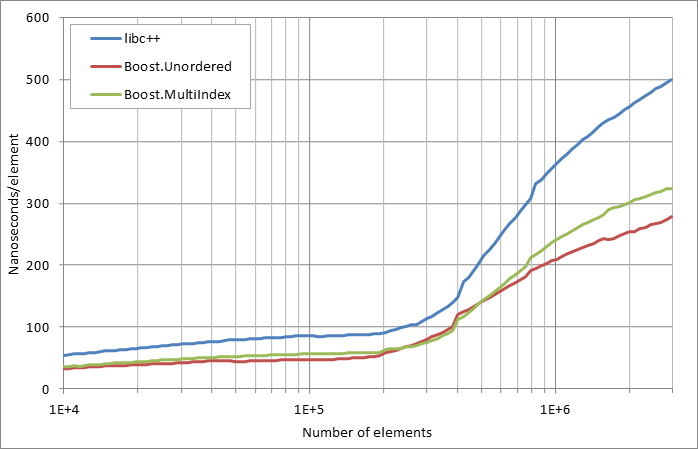 600
500
400
300
200
100
0
Nanoseconds/element
libc++
Boost.Unordered
Boost.MultiIndex
1E+4
1E+5
1E+6
Number of elements